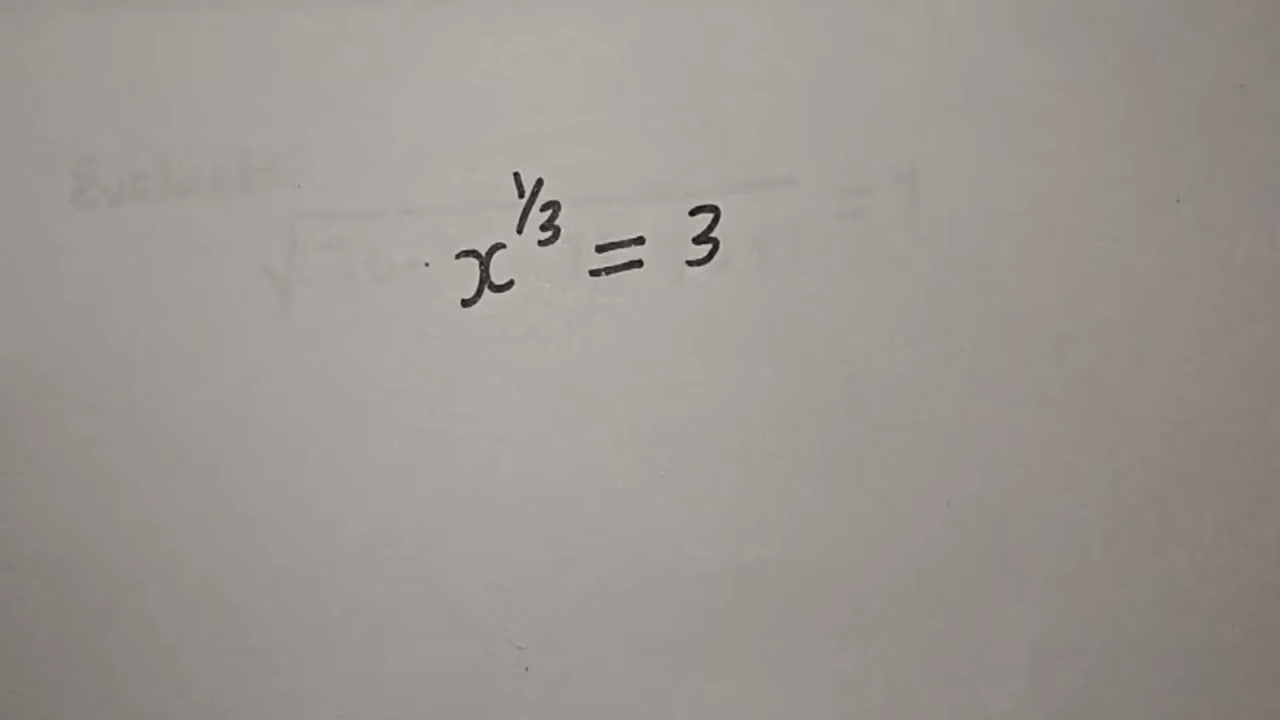 x^{1/3} = 3